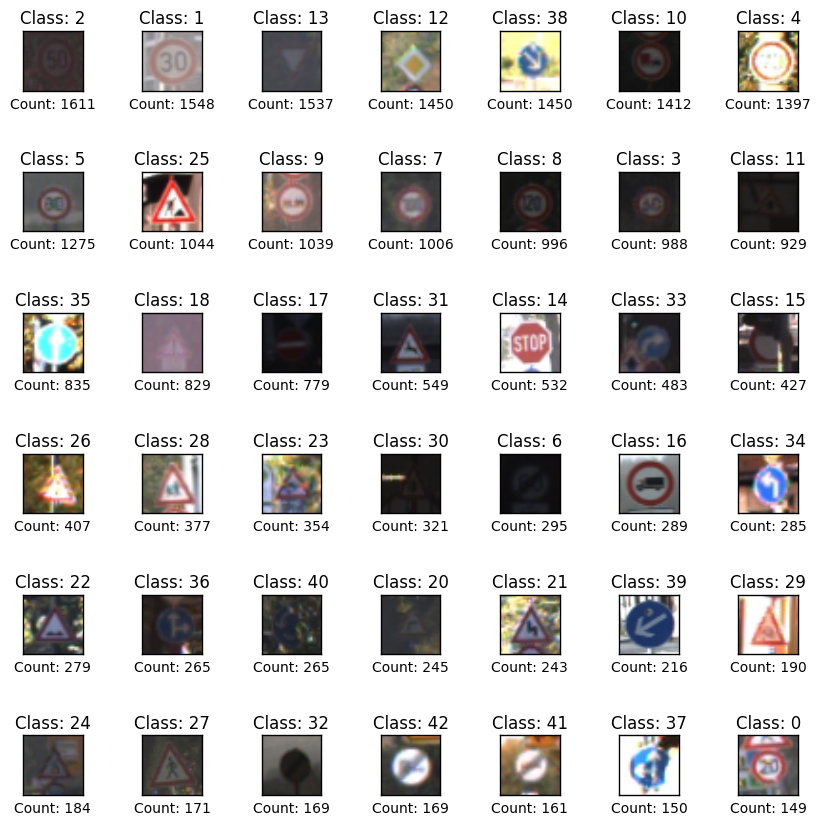 Class: 2 Class: 1 Class: 13 Class: 12 Class: 38 Class: 10 Class: 4
50 30
Count: 1611 Count: 1548 Count: 1537 Count: 1450 Count: 1450 Count: 1412 Count: 1397
Class: 5 Class: 25 Class: 9 Class: 7 Class: 8 Class: 3 Class: 11
100 120
Count: 1275 Count: 1044 Count: 1039 Count: 1006 Count: 996 Count: 988 Count: 929
Class: 35 Class: 18 Class: 17 Class: 31 Class: 14 Class: 33 Class: 15
STOP
Count: 835 Count: 829 Count: 779 Count: 549 Count: 532 Count: 483 Count: 427
Class: 26 Class: 28 Class: 23 Class: 30 Class: 6 Class: 16 Class: 34
Count: 407 Count: 377 Count: 354 Count: 321 Count: 295 Count: 289 Count: 285
Class: 22 Class: 36 Class: 40 Class: 20 Class: 21 Class: 39 Class: 29
Count: 279 Count: 265 Count: 265 Count: 245 Count: 243 Count: 216 Count: 190
Class: 24 Class: 27 Class: 32 Class: 42 Class: 41 Class: 37 Class: 0
20
Count: 184 Count: 171 Count: 169 Count: 169 Count: 161 Count: 150 Count: 149